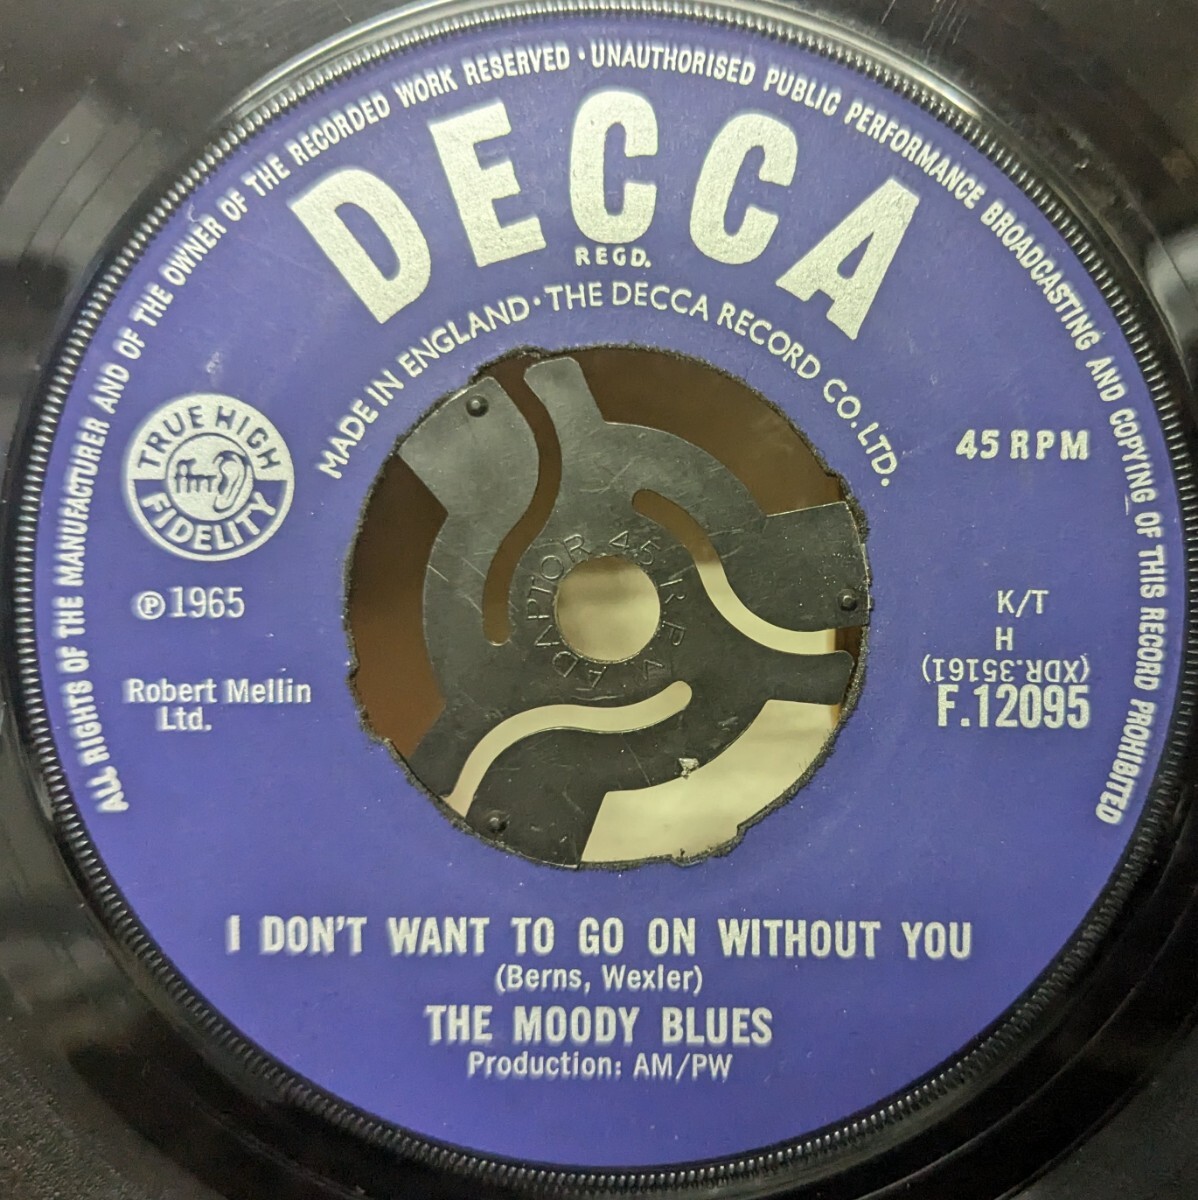 ALL RIGHTS OF THE MANUFACTURER AND OF THE OWNER OF THE RECORDED WORK RESERVED · UNAUTHORISED PUBLIC PERFORMANCE BROADCASTING AND COPYING OF THIS RECORD PROHIBITED
DECCA
REGD.
MADE IN ENGLAND · THE DECCA RECORD CO. LTD.
TRUE HIGH
ffrr
FIDELITY
45 RPM
ADAPTOR 45 R.P.M.
℗1965
K/T
H
(XDR.35161)
F.12095
Robert Mellin
Ltd.
I DON'T WANT TO GO ON WITHOUT YOU
(Berns, Wexler)
THE MOODY BLUES
Production: AM/PW